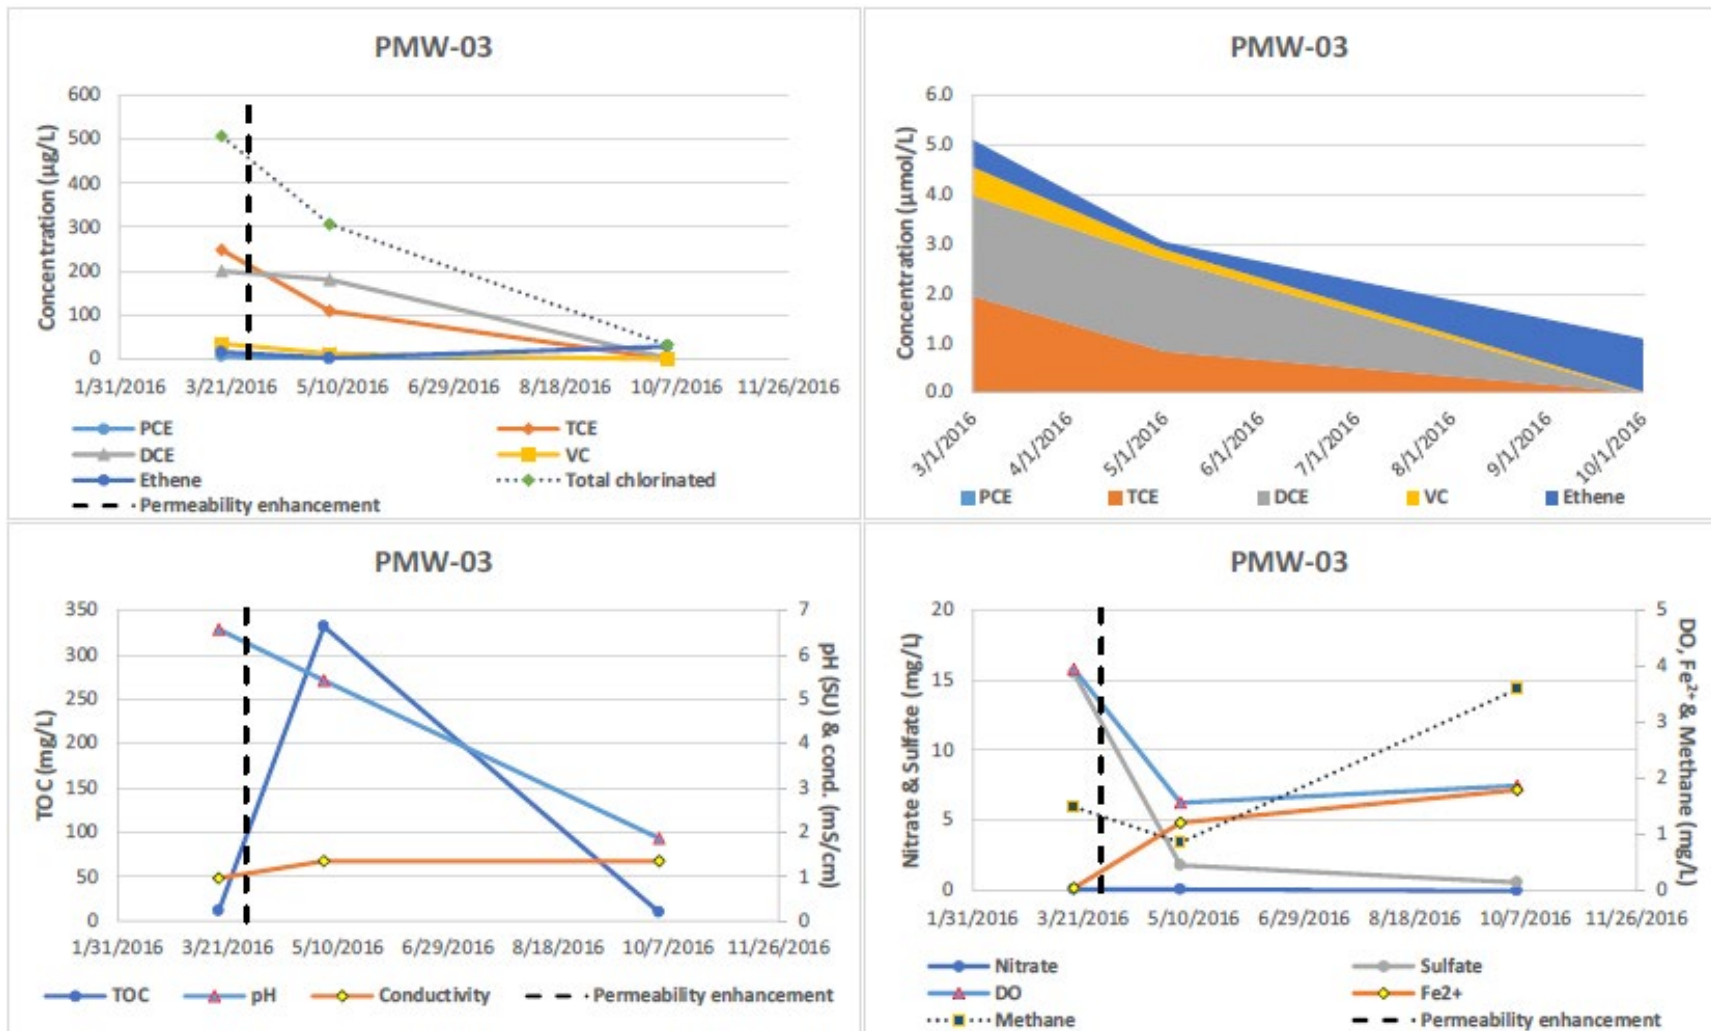 PMW-03
Concentration (µg/L)
600
500
400
300
200
100
0
1/31/2016 3/21/2016 5/10/2016 6/29/2016 8/18/2016 10/7/2016 11/26/2016
PCE TCE
DCE VC
Ethene Total chlorinated
Permeability enhancement
PMW-03
Concentration (µmol/L)
6.0
5.0
4.0
3.0
2.0
1.0
0.0
3/1/2016 4/1/2016 5/1/2016 6/1/2016 7/1/2016 8/1/2016 9/1/2016 10/1/2016
PCE TCE DCE VC Ethene
PMW-03
TOC (mg/L)
350
300
250
200
150
100
50
0
7
6
5
4
3
2
1
0
pH (SU) & cond. (mS/cm)
1/31/2016 3/21/2016 5/10/2016 6/29/2016 8/18/2016 10/7/2016 11/26/2016
TOC pH Conductivity Permeability enhancement
PMW-03
Nitrate & Sulfate (mg/L)
20
15
10
5
0
5
4
3
2
1
0
DO, Fe²⁺ & Methane (mg/L)
1/31/2016 3/21/2016 5/10/2016 6/29/2016 8/18/2016 10/7/2016 11/26/2016
Nitrate Sulfate
DO Fe2+
Methane Permeability enhancement